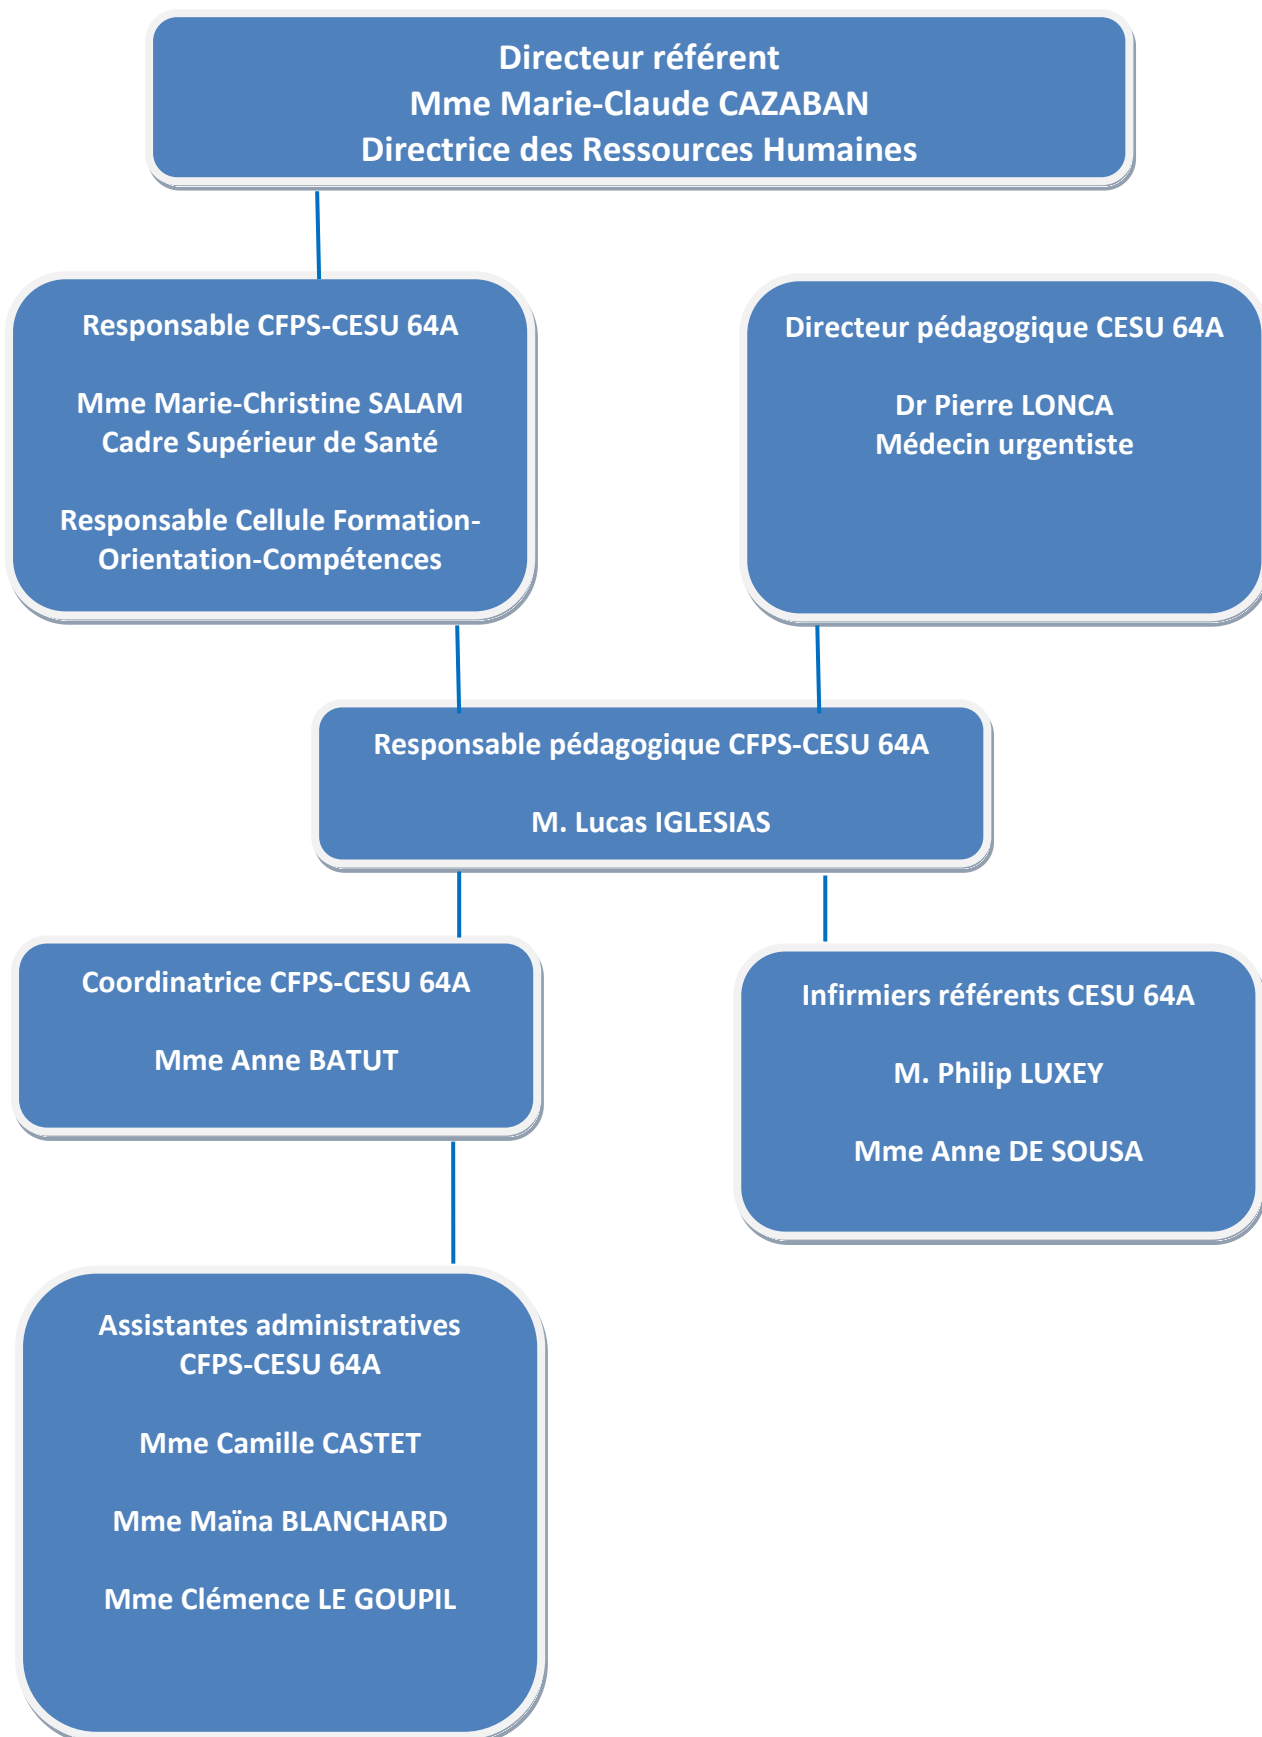 Directeur référent
Mme Marie-Claude CAZABAN
Directrice des Ressources Humaines
Responsable CFPS-CESU 64A
Mme Marie-Christine SALAM
Cadre Supérieur de Santé
Responsable Cellule Formation-
Orientation-Compétences
Directeur pédagogique CESU 64A
Dr Pierre LONCA
Médecin urgentiste
Responsable pédagogique CFPS-CESU 64A
M. Lucas IGLESIAS
Coordinatrice CFPS-CESU 64A
Mme Anne BATUT
Infirmiers référents CESU 64A
M. Philip LUXEY
Mme Anne DE SOUSA
Assistantes administratives
CFPS-CESU 64A
Mme Camille CASTET
Mme Maïna BLANCHARD
Mme Clémence LE GOUPIL